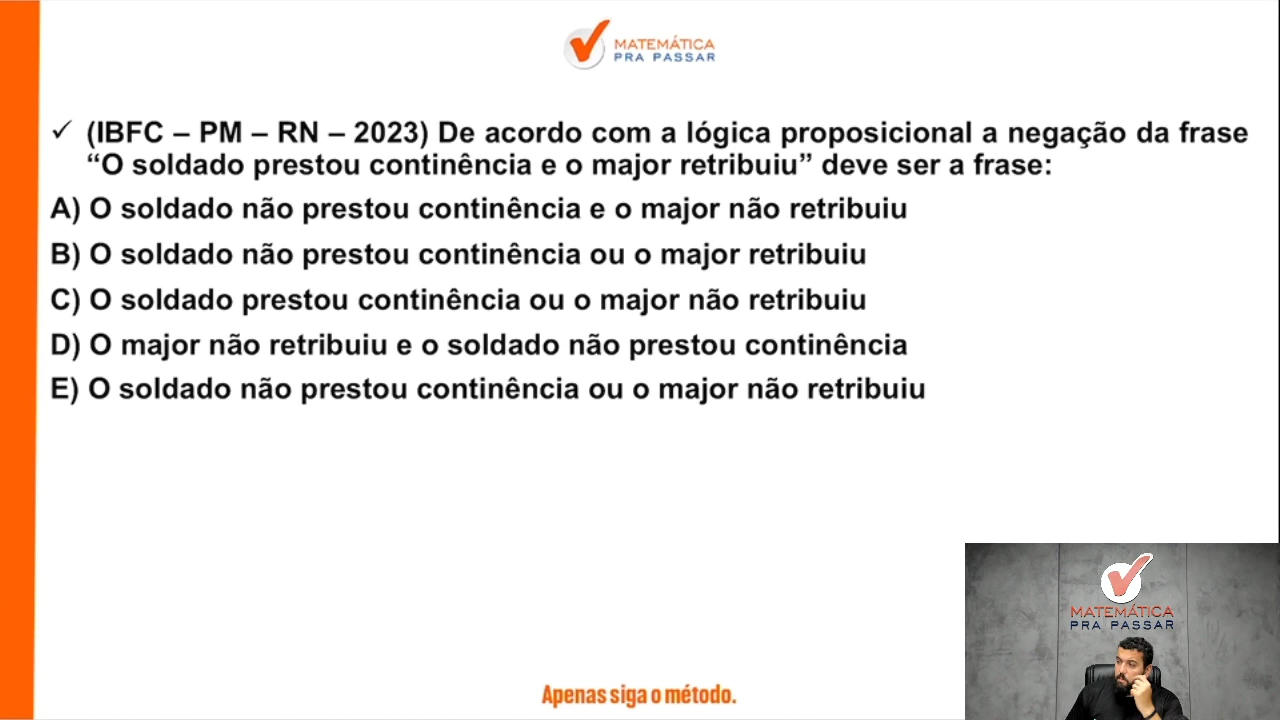 MATEMÁTICA
PRA PASSAR
✓ (IBFC – PM – RN – 2023) De acordo com a lógica proposicional a negação da frase
“O soldado prestou continência e o major retribuiu” deve ser a frase:
A) O soldado não prestou continência e o major não retribuiu
B) O soldado não prestou continência ou o major retribuiu
C) O soldado prestou continência ou o major não retribuiu
D) O major não retribuiu e o soldado não prestou continência
E) O soldado não prestou continência ou o major não retribuiu
MATEMÁTICA
PRA PASSAR
Apenas siga o método.